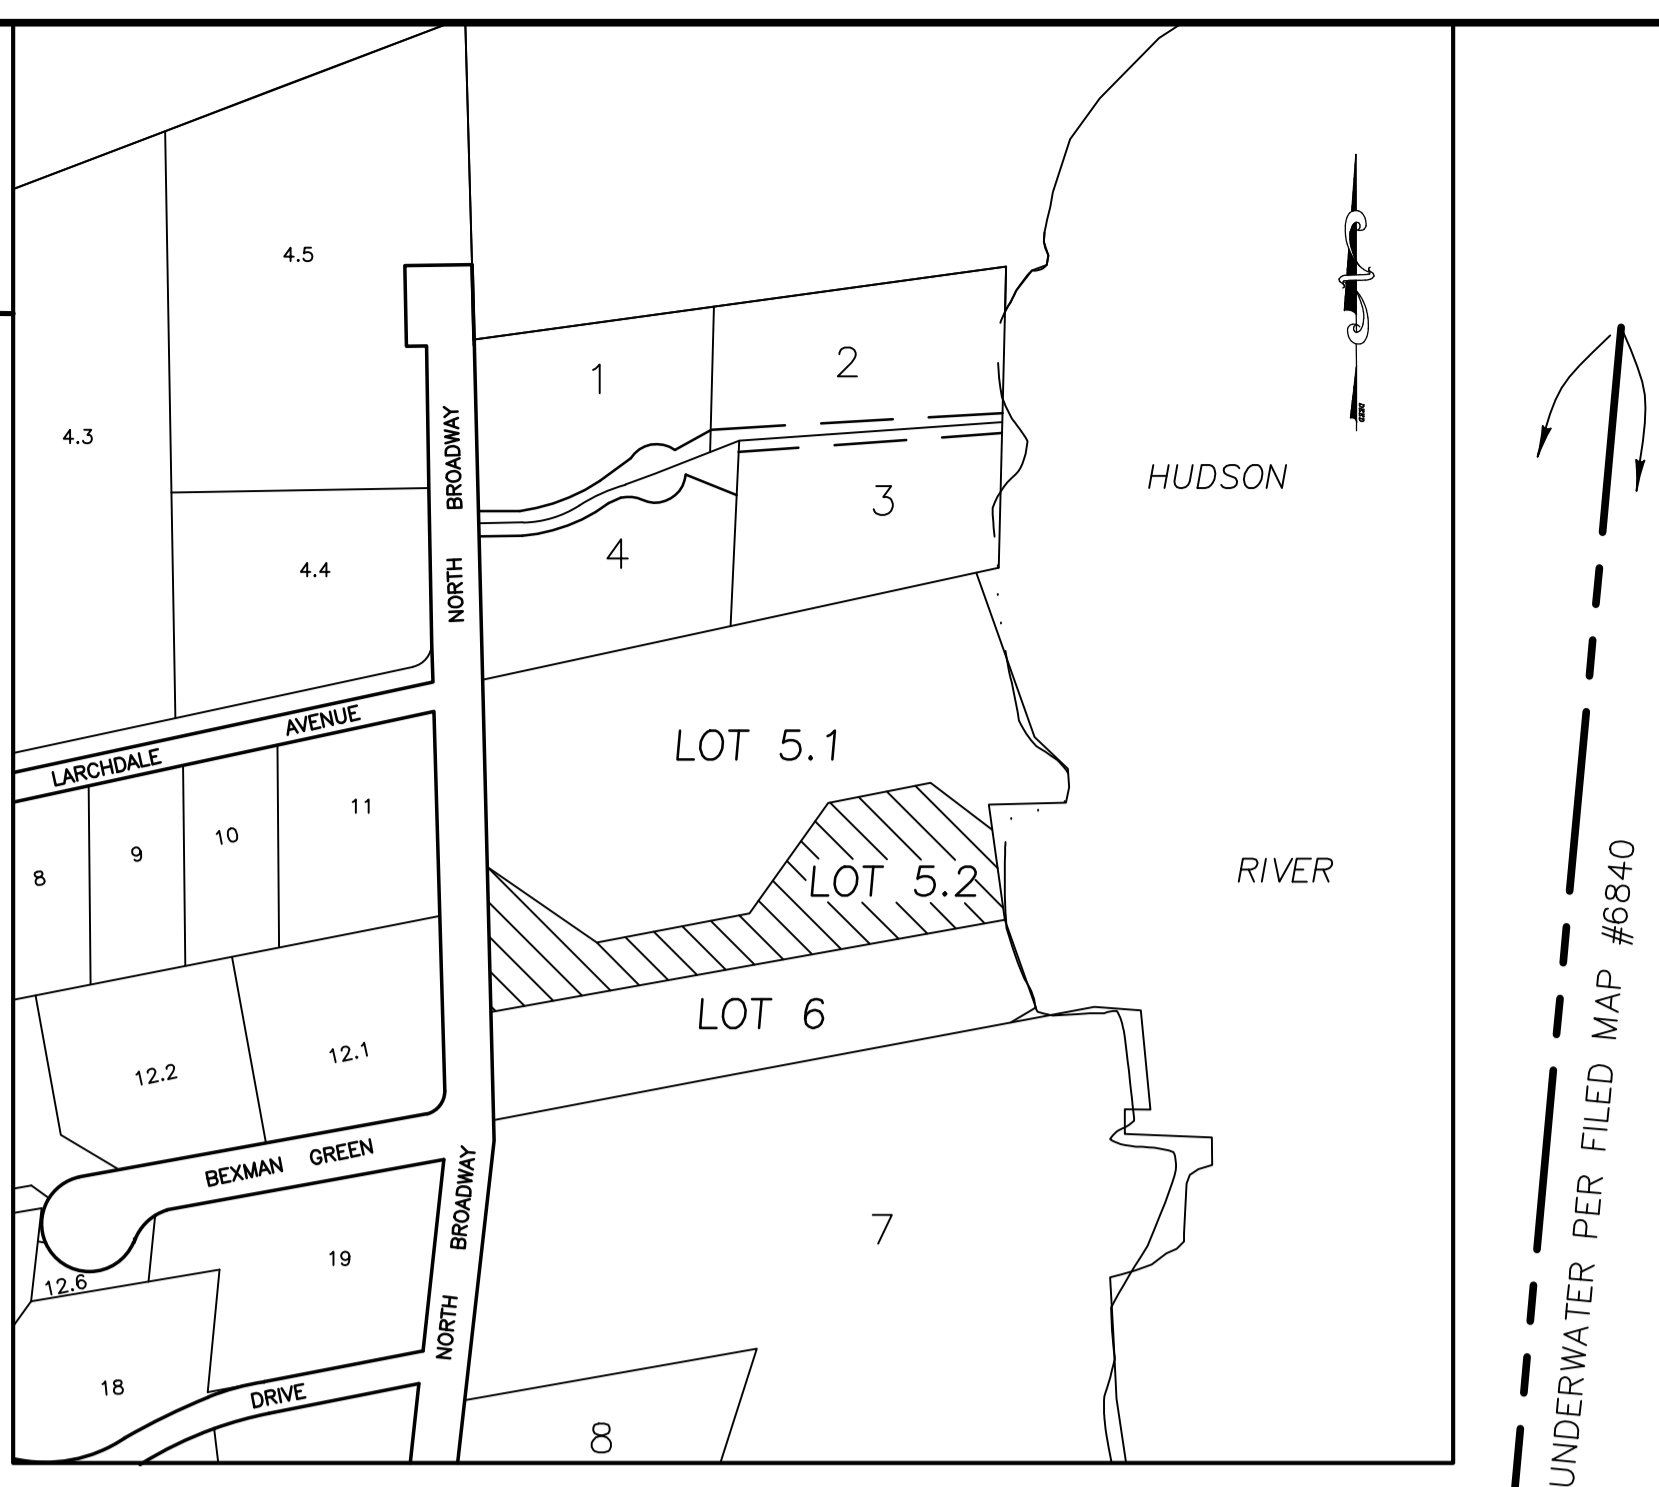 4.5
4.3
1
2
NORTH BROADWAY
HUDSON
DEED
3
4
4.4
LARCHDALE AVENUE
LOT 5.1
11
10
9
8
LOT 5.2
RIVER
LOT 6
12.2
12.1
BEXMAN GREEN
NORTH BROADWAY
7
19
12.6
18
DRIVE
8
UNDERWATER PER FILED MAP #6840